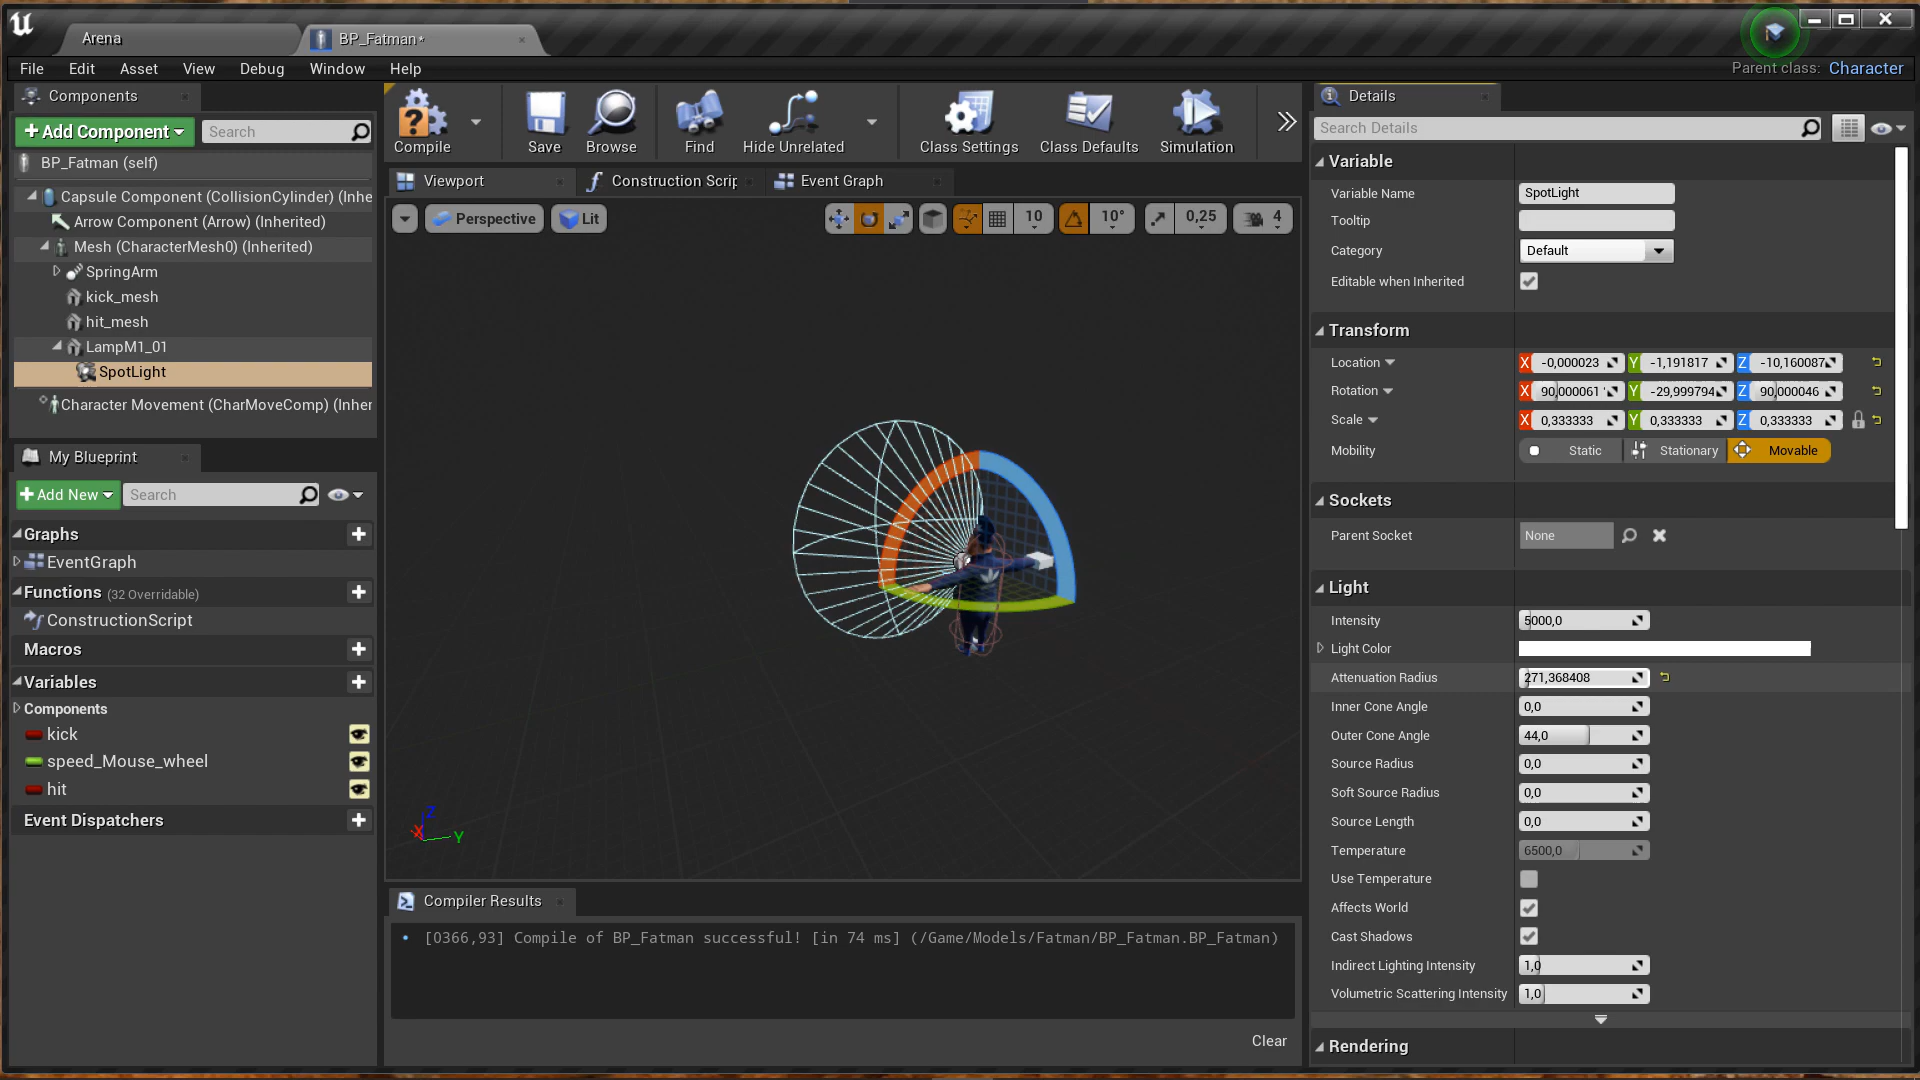 Arena
BP_Fatman*
File Edit Asset View Debug Window Help
Parent class: Character
Components
+ Add Component
Search
BP_Fatman (self)
Capsule Component (CollisionCylinder) (Inhe
Arrow Component (Arrow) (Inherited)
Mesh (CharacterMesh0) (Inherited)
SpringArm
kick_mesh
hit_mesh
LampM1_01
SpotLight
Character Movement (CharMoveComp) (Inher
My Blueprint
+ Add New
Search
Graphs
EventGraph
Functions (32 Overridable)
ConstructionScript
Macros
Variables
Components
kick
speed_Mouse_wheel
hit
Event Dispatchers
Compile
Save
Browse
Find
Hide Unrelated
Class Settings
Class Defaults
Simulation
Viewport
Construction Scrip
Event Graph
Perspective
Lit
10
10°
0,25
4
Z
X
Y
Compiler Results
[0366,93] Compile of BP_Fatman successful! [in 74 ms] (/Game/Models/Fatman/BP_Fatman.BP_Fatman)
Clear
Details
Search Details
Variable
Variable Name SpotLight
Tooltip
Category Default
Editable when Inherited
Transform
Location X -0,000023 Y -1,191817 Z -10,160087
Rotation X 90,000061 ° Y -29,999794 Z 90,000046
Scale X 0,333333 Y 0,333333 Z 0,333333
Mobility Static Stationary Movable
Sockets
Parent Socket None
Light
Intensity 5000,0
Light Color
Attenuation Radius 271,368408
Inner Cone Angle 0,0
Outer Cone Angle 44,0
Source Radius 0,0
Soft Source Radius 0,0
Source Length 0,0
Temperature 6500,0
Use Temperature
Affects World
Cast Shadows
Indirect Lighting Intensity 1,0
Volumetric Scattering Intensity 1,0
Rendering